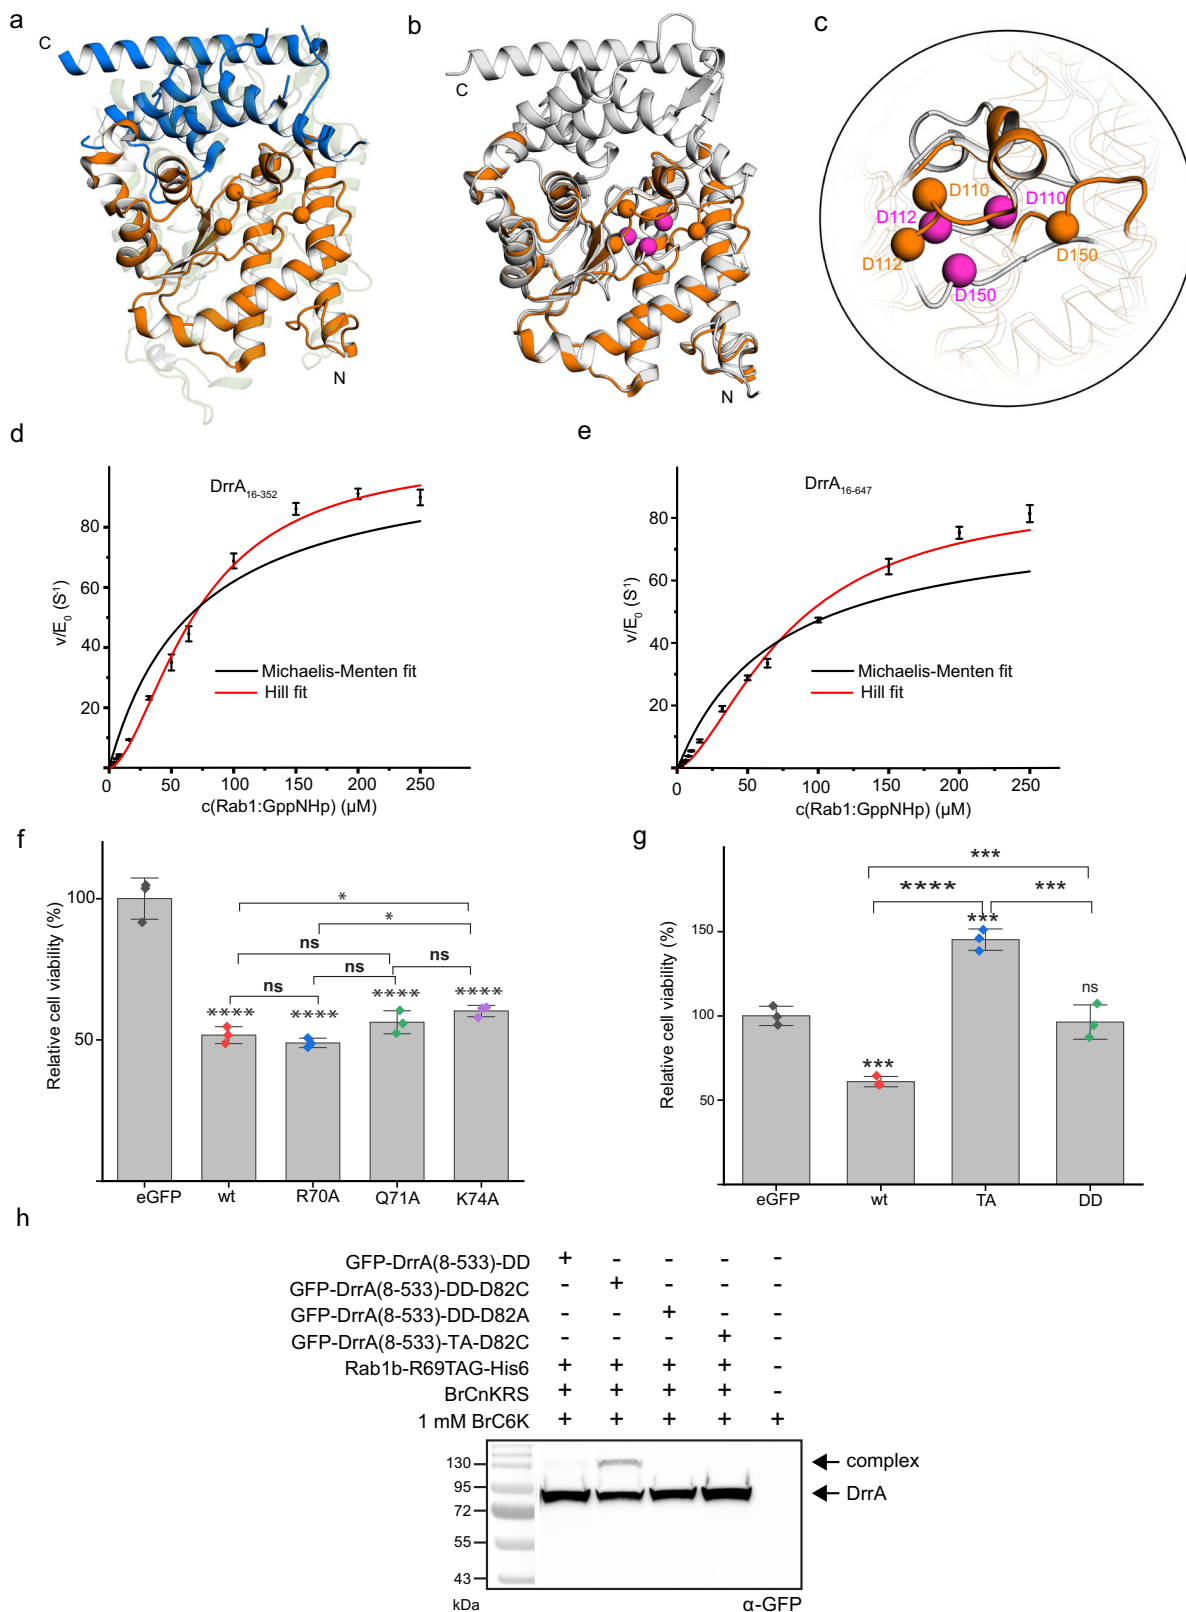 a
b
c
C
N
C
N
D110
D110
D112
D112
D150
D150
d
e
DrrA16-352
v/E0 (S-1)
80
60
40
20
0
0 50 100 150 200 250
c(Rab1:GppNHp) (µM)
Michaelis-Menten fit
Hill fit
DrrA16-647
v/E0 (S-1)
80
60
40
20
0
0 50 100 150 200 250
c(Rab1:GppNHp) (µM)
Michaelis-Menten fit
Hill fit
f
Relative cell viability (%)
100
50
*
*
ns
ns
ns
ns
****
****
****
****
eGFP wt R70A Q71A K74A
g
Relative cell viability (%)
150
100
50
***
****
***
***
ns
***
eGFP wt TA DD
h
GFP-DrrA(8-533)-DD + - - - -
GFP-DrrA(8-533)-DD-D82C - + - - -
GFP-DrrA(8-533)-DD-D82A - - + - -
GFP-DrrA(8-533)-TA-D82C - - - + -
Rab1b-R69TAG-His6 + + + + -
BrCnKRS + + + + -
1 mM BrC6K + + + + +
130
95
72
55
43
kDa
complex
DrrA
α-GFP